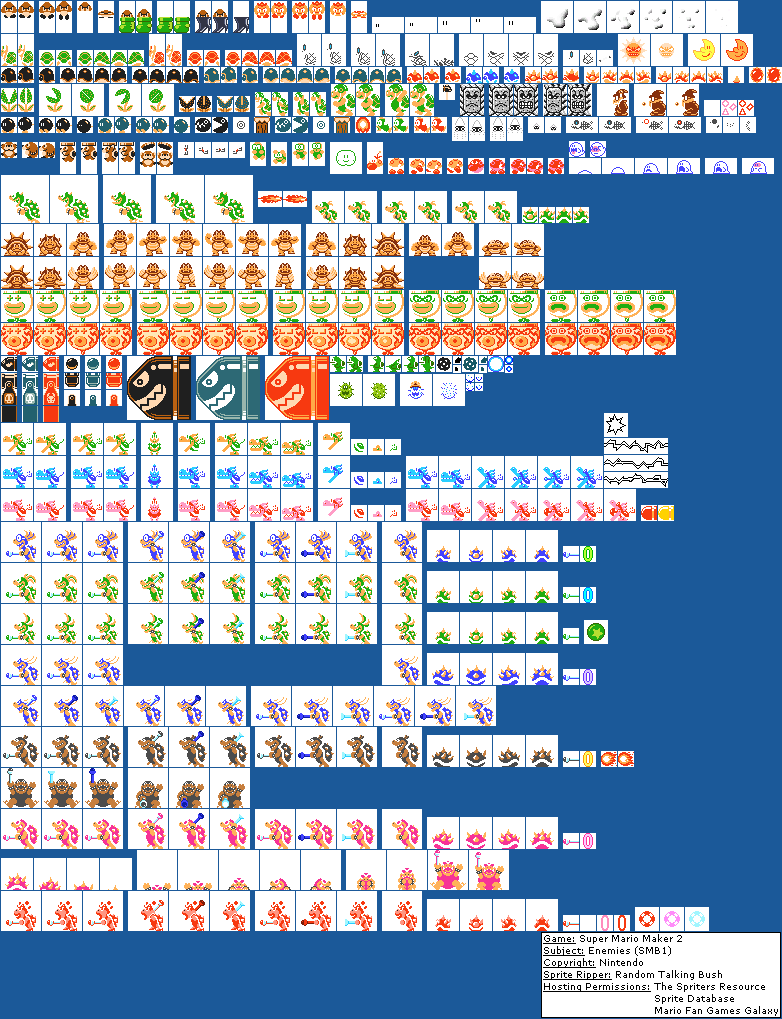 Game: Super Mario Maker 2
Subject: Enemies (SMB1)
Copyright: Nintendo
Sprite Ripper: Random Talking Bush
Hosting Permissions: The Spriters Resource
Sprite Database
Mario Fan Games Galaxy